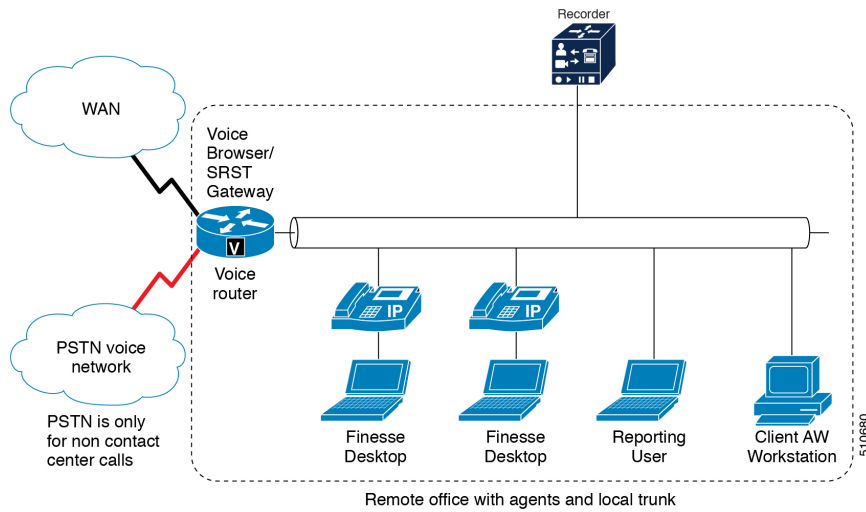 Recorder
WAN
Voice
Browser/
SRST
Gateway
V
Voice
router
IP
IP
PSTN voice
network
PSTN is only
for non contact
center calls
Finesse
Desktop
Finesse
Desktop
Reporting
User
Client AW
Workstation
510680
Remote office with agents and local trunk